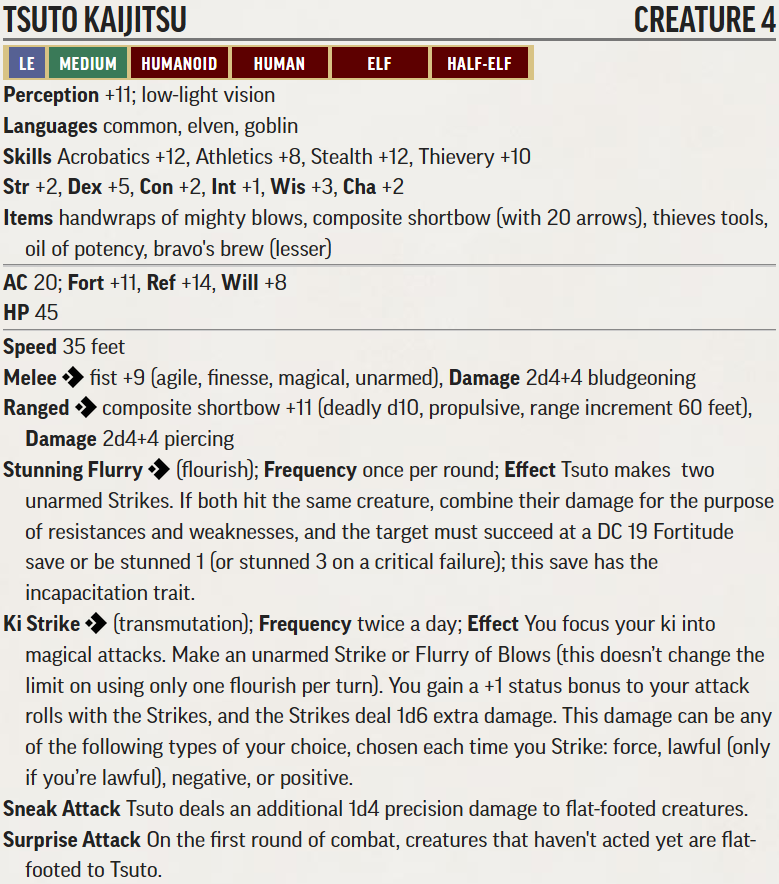 TSUTO KAIJITSU CREATURE 4
LE MEDIUM HUMANOID HUMAN ELF HALF-ELF
Perception +11; low-light vision
Languages common, elven, goblin
Skills Acrobatics +12, Athletics +8, Stealth +12, Thievery +10
Str +2, Dex +5, Con +2, Int +1, Wis +3, Cha +2
Items handwraps of mighty blows, composite shortbow (with 20 arrows), thieves tools,
oil of potency, bravo's brew (lesser)
AC 20; Fort +11, Ref +14, Will +8
HP 45
Speed 35 feet
Melee fist +9 (agile, finesse, magical, unarmed), Damage 2d4+4 bludgeoning
Ranged composite shortbow +11 (deadly d10, propulsive, range increment 60 feet),
Damage 2d4+4 piercing
Stunning Flurry (flourish); Frequency once per round; Effect Tsuto makes two
unarmed Strikes. If both hit the same creature, combine their damage for the purpose
of resistances and weaknesses, and the target must succeed at a DC 19 Fortitude
save or be stunned 1 (or stunned 3 on a critical failure); this save has the
incapacitation trait.
Ki Strike (transmutation); Frequency twice a day; Effect You focus your ki into
magical attacks. Make an unarmed Strike or Flurry of Blows (this doesn’t change the
limit on using only one flourish per turn). You gain a +1 status bonus to your attack
rolls with the Strikes, and the Strikes deal 1d6 extra damage. This damage can be any
of the following types of your choice, chosen each time you Strike: force, lawful (only
if you’re lawful), negative, or positive.
Sneak Attack Tsuto deals an additional 1d4 precision damage to flat-footed creatures.
Surprise Attack On the first round of combat, creatures that haven't acted yet are flat-
footed to Tsuto.